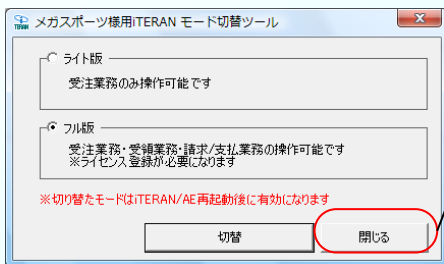 メガスポーツ様用iTERAN モード切替ツール
ライト版
受注業務のみ操作可能です
フル版
受注業務・受領業務・請求/支払業務の操作可能です
※ライセンス登録が必要になります
※切り替たモードはiTERAN/AE再起動後に有効になります
切替
閉じる